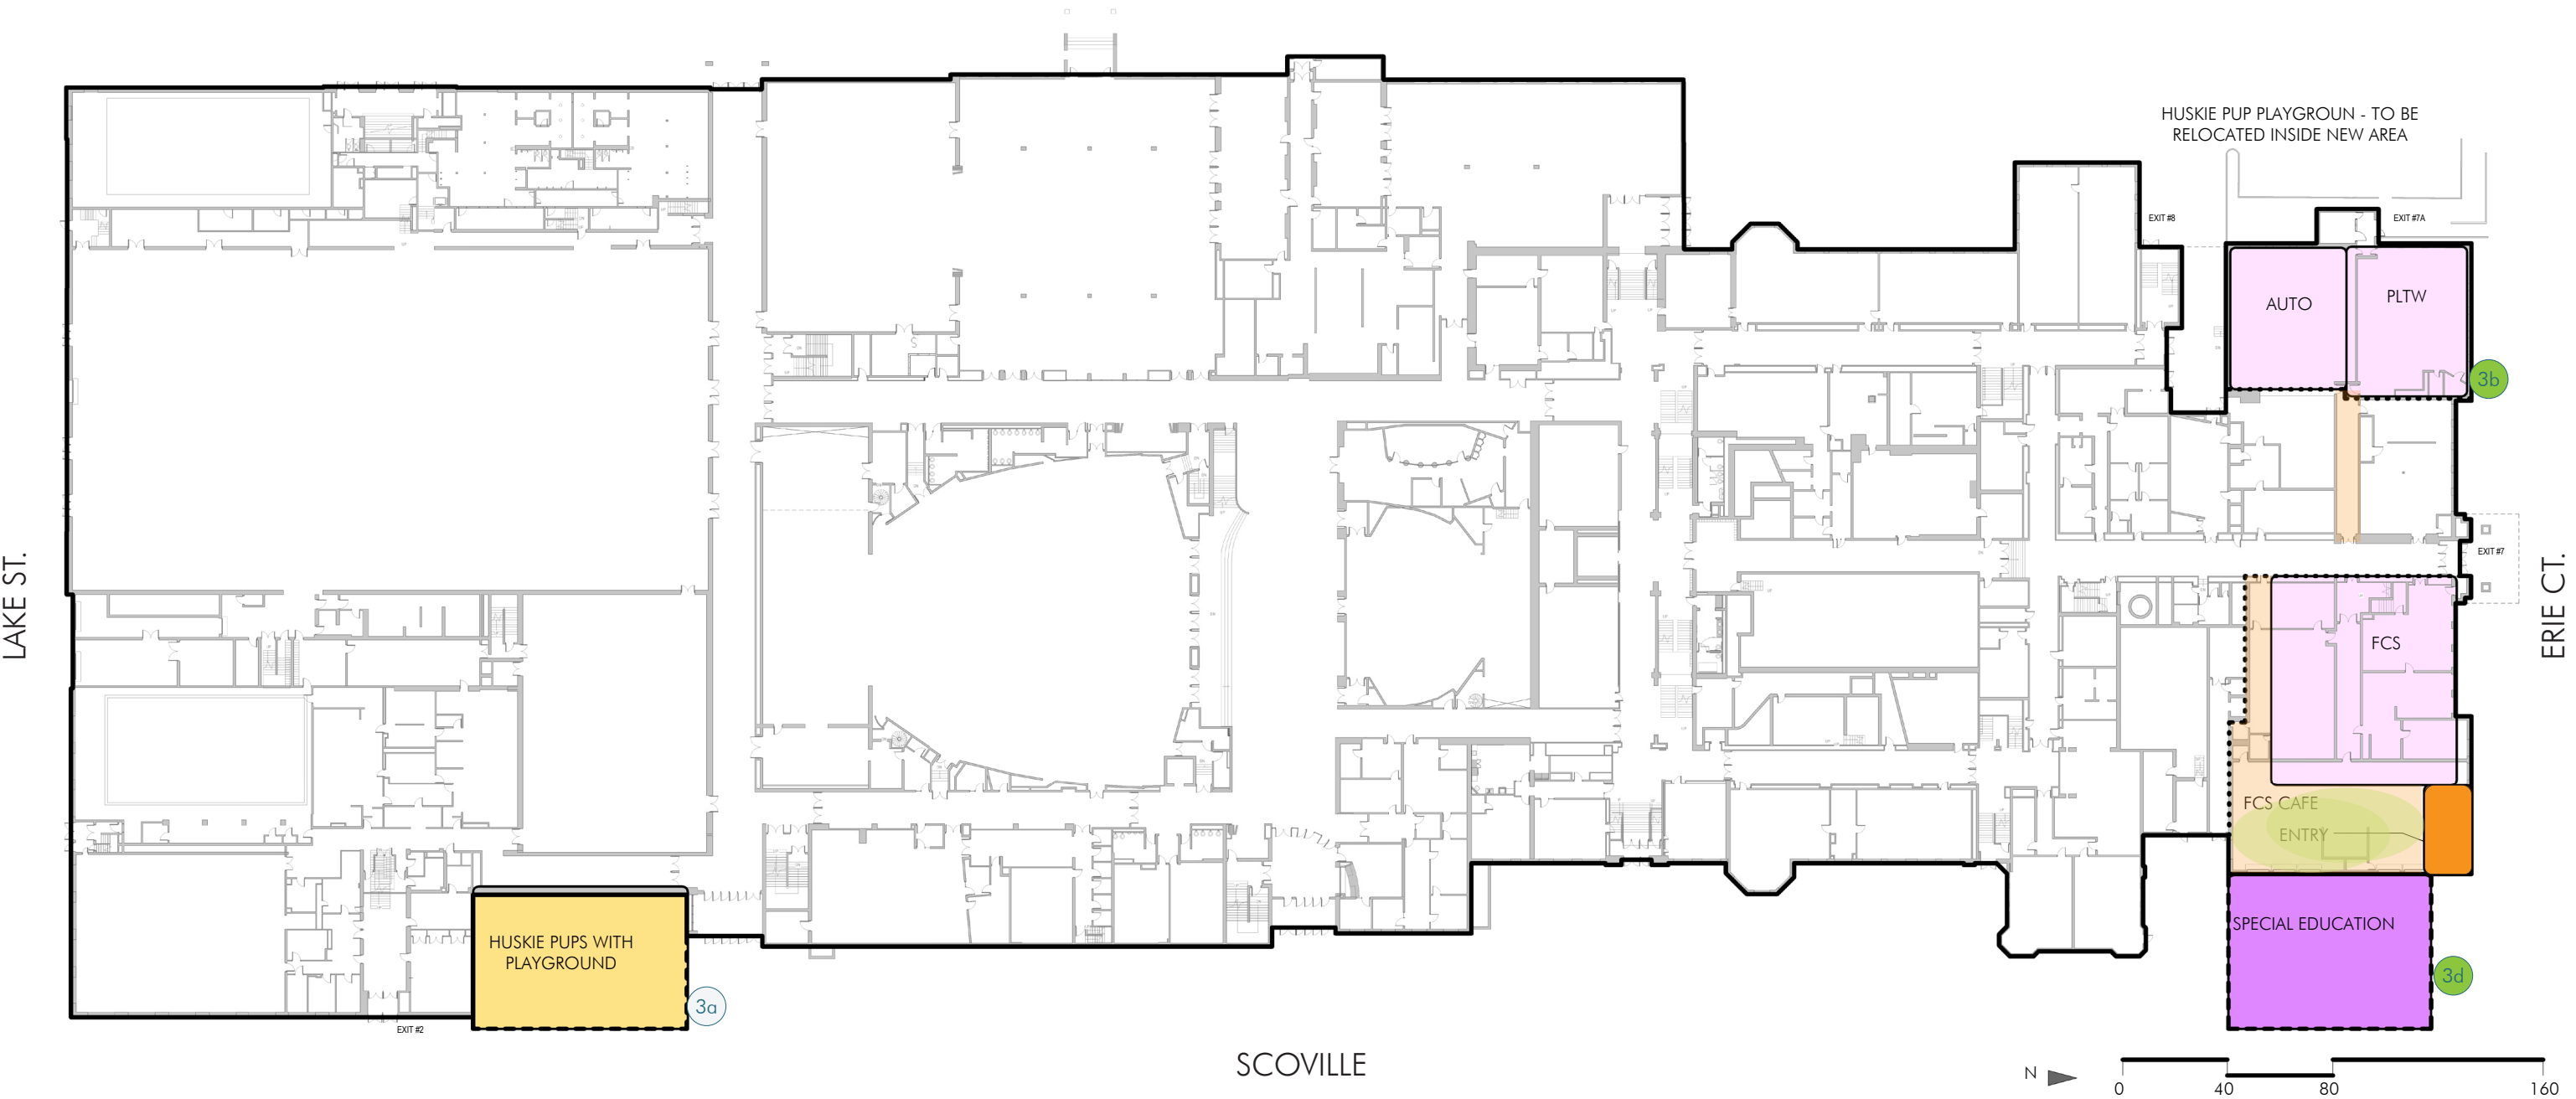 HUSKIE PUP PLAYGROUN - TO BE
RELOCATED INSIDE NEW AREA
EXIT #8
EXIT #7A
AUTO
PLTW
3b
LAKE ST.
EXIT #7
ERIE CT.
FCS
FCS CAFE
ENTRY
SPECIAL EDUCATION
HUSKIE PUPS WITH
PLAYGROUND
3d
3a
EXIT #2
SCOVILLE
N
0
40
80
160